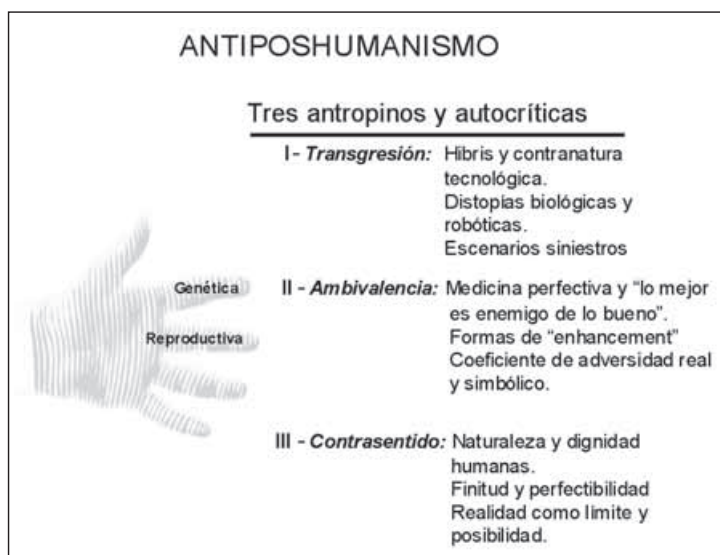 ANTIPOSHUMANISMO
Tres antropinos y autocríticas
I - Transgresión: Hibris y contranatura
tecnológica.
Distopías biológicas y
robóticas.
Escenarios siniestros
Genética
II - Ambivalencia: Medicina perfectiva y “lo mejor
es enemigo de lo bueno”.
Reproductiva
Formas de “enhancement”
Coeficiente de adversidad real
y simbólico.
III - Contrasentido: Naturaleza y dignidad
humanas.
Finitud y perfectibilidad
Realidad como límite y
posibilidad.